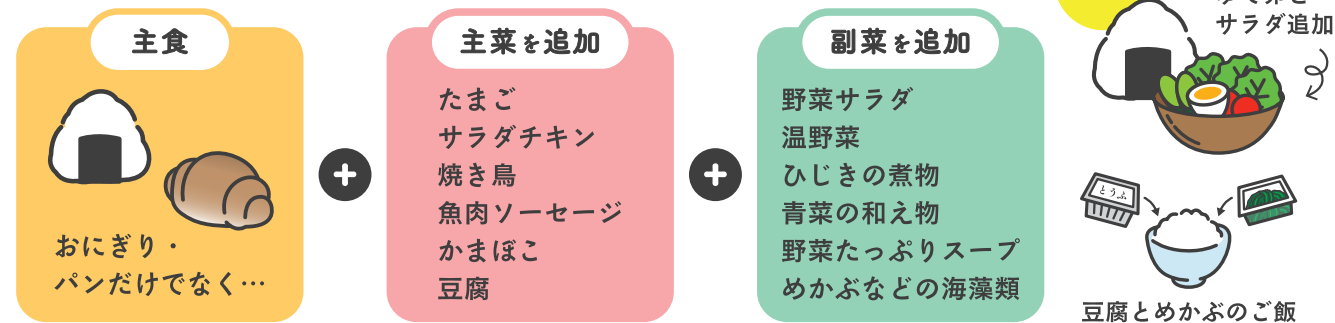 主食
おにぎり・
パンだけでなく…
主菜を追加
たまご
サラダチキン
焼き鳥
魚肉ソーセージ
かまぼこ
豆腐
副菜を追加
野菜サラダ
温野菜
ひじきの煮物
青菜の和え物
野菜たっぷりスープ
めかぶなどの海藻類
サラダ追加
とうふ
豆腐とめかぶのご飯